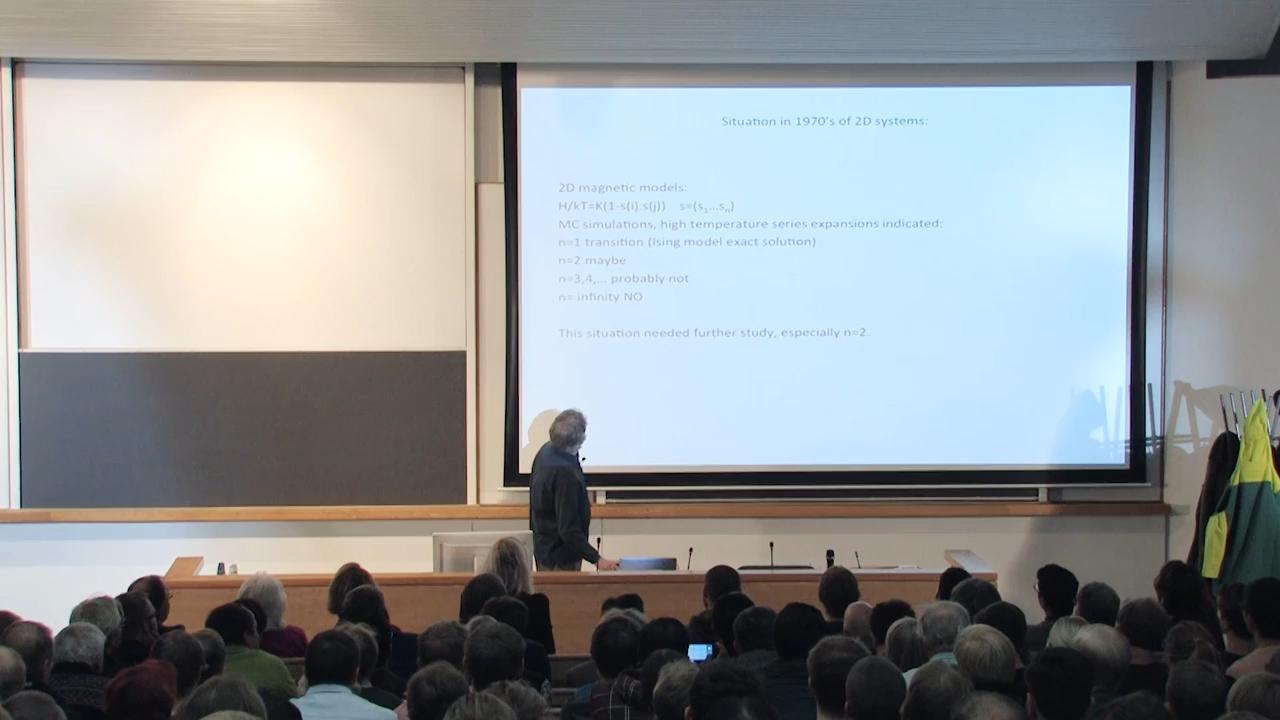 Situation in 1970's of 2D systems:
2D magnetic models:
H/kT=K(1-s(i).s(j))    s=(s₁...sₙ)
MC simulations, high temperature series expansions indicated:
n=1 transition (Ising model exact solution)
n=2 maybe
n=3,4,... probably not
n= infinity NO
This situation needed further study, especially n=2.